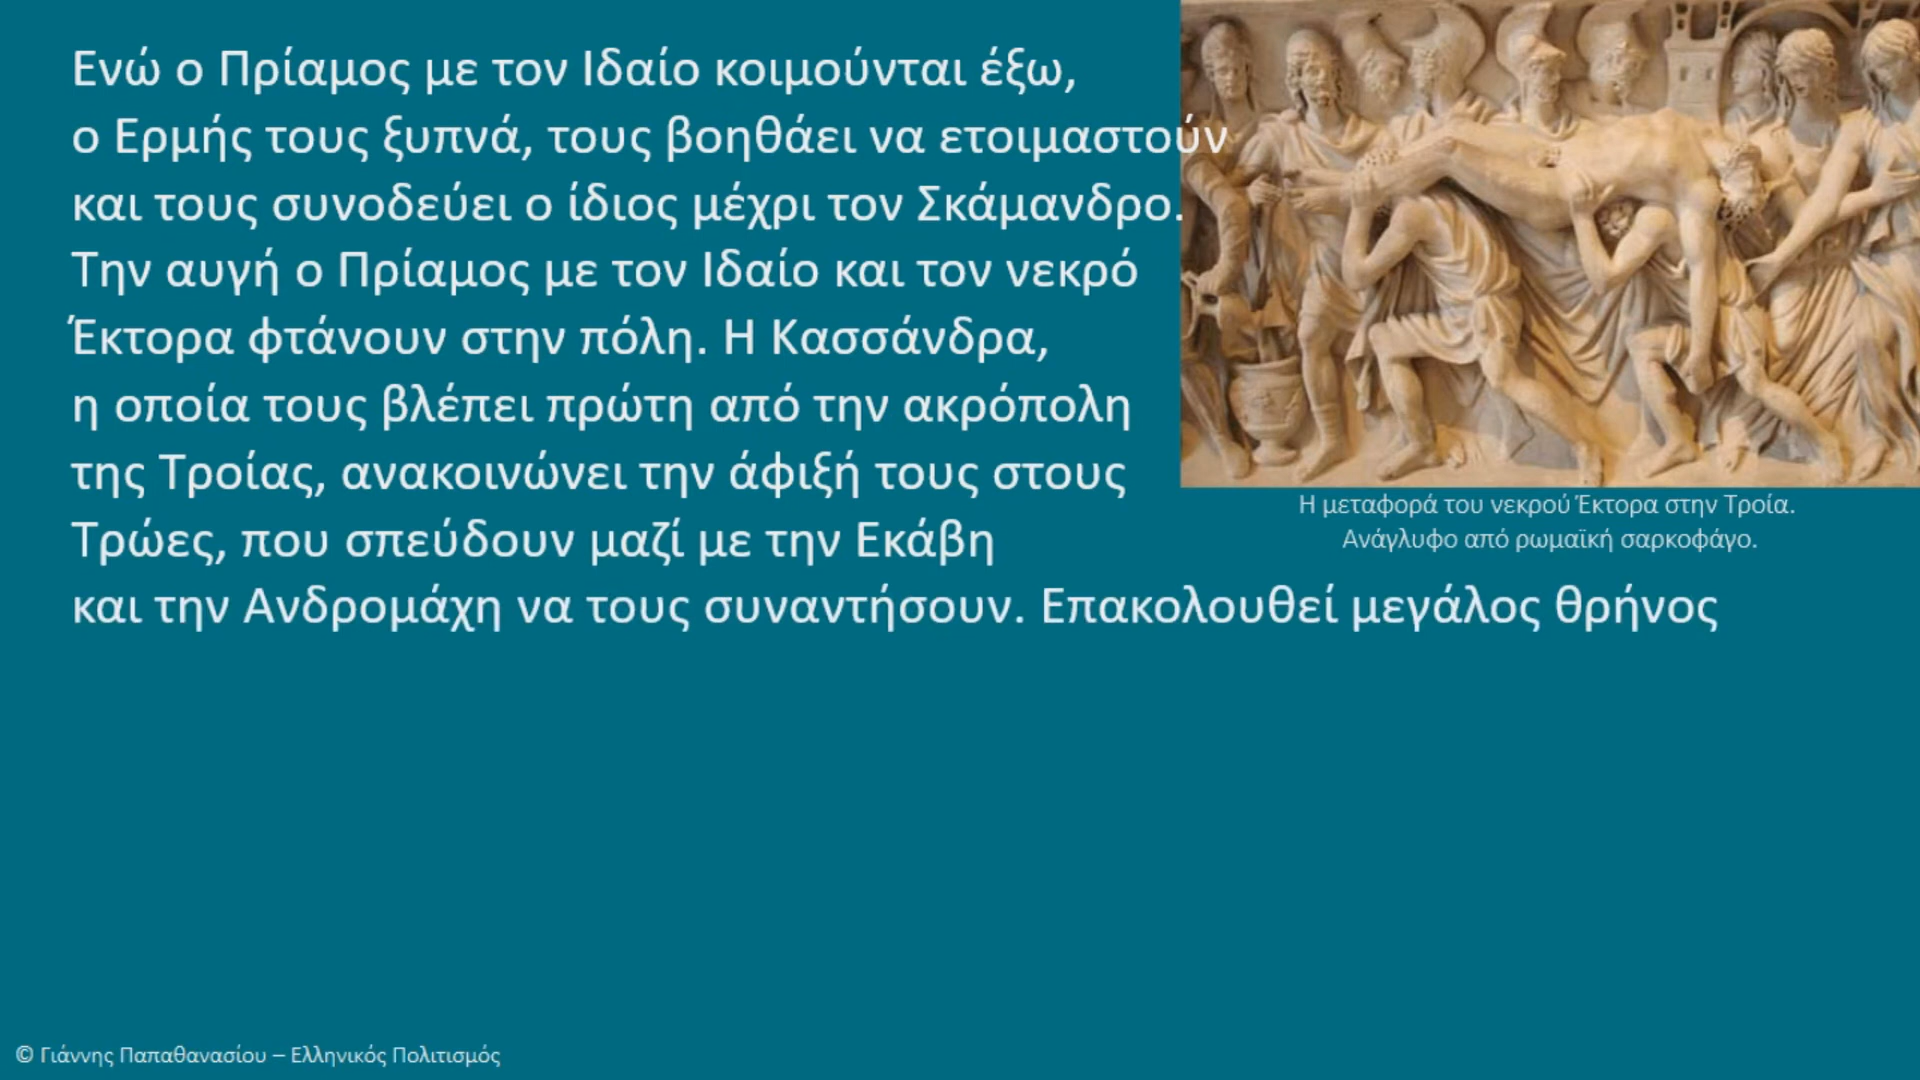 Ενώ ο Πρίαμος με τον Ιδαίο κοιμούνται έξω,
ο Ερμής τους ξυπνά, τους βοηθάει να ετοιμαστούν
και τους συνοδεύει ο ίδιος μέχρι τον Σκάμανδρο.
Την αυγή ο Πρίαμος με τον Ιδαίο και τον νεκρό
Έκτορα φτάνουν στην πόλη. Η Κασσάνδρα,
η οποία τους βλέπει πρώτη από την ακρόπολη
της Τροίας, ανακοινώνει την άφιξή τους στους
Τρώες, που σπεύδουν μαζί με την Εκάβη
και την Ανδρομάχη να τους συναντήσουν. Επακολουθεί μεγάλος θρήνος
Η μεταφορά του νεκρού Έκτορα στην Τροία.
Ανάγλυφο από ρωμαϊκή σαρκοφάγο.
© Γιάννης Παπαθανασίου – Ελληνικός Πολιτισμός